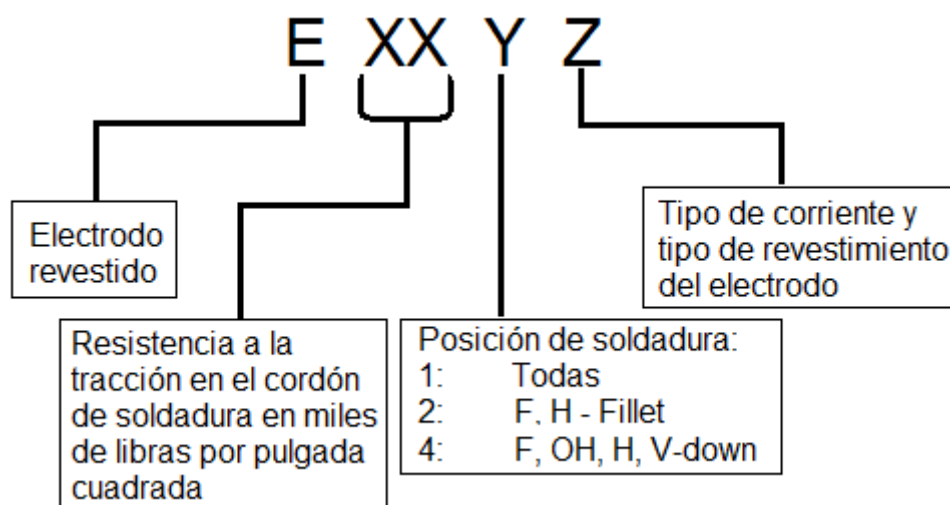 E XX Y Z
Electrodo
revestido
Resistencia a la
tracción en el cordón
de soldadura en miles
de libras por pulgada
cuadrada
Posición de soldadura:
1: Todas
2: F, H - Fillet
4: F, OH, H, V-down
Tipo de corriente y
tipo de revestimiento
del electrodo